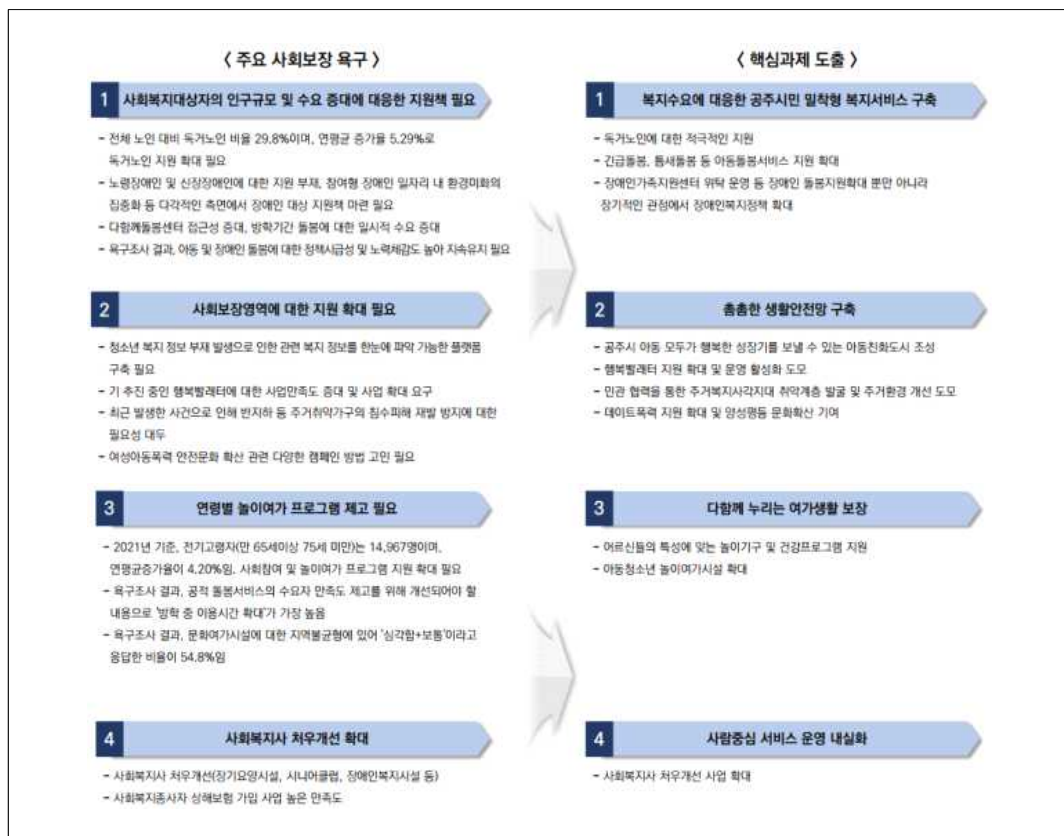 〈 주요 사회보장 욕구 〉
1 사회복지대상자의 인구규모 및 수요 증대에 대응한 지원책 필요
- 전체 노인 대비 독거노인 비율 29.8%이며, 연평균 증가율 5.29%로
독거노인 지원 확대 필요
- 노령장애인 및 신장장애인에 대한 지원 부재, 참여형 장애인 일자리 내 환경미화의
집중화 등 다각적인 측면에서 장애인 대상 지원책 마련 필요
- 다함께돌봄센터 접근성 증대, 방학기간 돌봄에 대한 일시적 수요 증대
- 욕구조사 결과, 아동 및 장애인 돌봄에 대한 정책시급성 및 노력체감도 높아 지속유지 필요
2 사회보장영역에 대한 지원 확대 필요
- 청소년 복지 정보 부재 발생으로 인한 관련 복지 정보를 한눈에 파악 가능한 플랫폼
구축 필요
- 기 추진 중인 행복빨래터에 대한 사업만족도 증대 및 사업 확대 요구
- 최근 발생한 사건으로 인해 반지하 등 주거취약가구의 침수피해 재발 방지에 대한
필요성 대두
- 여성아동폭력 안전문화 확산 관련 다양한 캠페인 방법 고민 필요
3 연령별 놀이여가 프로그램 제고 필요
- 2021년 기준, 전기고령자(만 65세이상 75세 미만)는 14,967명이며,
연평균증가율이 4.20%임. 사회참여 및 놀이여가 프로그램 지원 확대 필요
- 욕구조사 결과, 공적 돌봄서비스의 수요자 만족도 제고를 위해 개선되어야 할
내용으로 '방학 중 이용시간 확대'가 가장 높음
- 욕구조사 결과, 문화여가시설에 대한 지역불균형에 있어 '심각함+보통'이라고
응답한 비율이 54.8%임
4 사회복지사 처우개선 확대
- 사회복지사 처우개선(장기요양시설, 시니어클럽, 장애인복지시설 등)
- 사회복지종사자 상해보험 가입 사업 높은 만족도
〈 핵심과제 도출 〉
1 복지수요에 대응한 공주시민 밀착형 복지서비스 구축
- 독거노인에 대한 적극적인 지원
- 긴급돌봄, 틈새돌봄 등 아동돌봄서비스 지원 확대
- 장애인가족지원센터 위탁 운영 등 장애인 돌봄지원확대 뿐만 아니라
장기적인 관점에서 장애인복지정책 확대
2 촘촘한 생활안전망 구축
- 공주시 아동 모두가 행복한 성장기를 보낼 수 있는 아동친화도시 조성
- 행복빨래터 지원 확대 및 운영 활성화 도모
- 민관 협력을 통한 주거복지사각지대 취약계층 발굴 및 주거환경 개선 도모
- 데이트폭력 지원 확대 및 양성평등 문화확산 기여
3 다함께 누리는 여가생활 보장
- 어르신들의 특성에 맞는 놀이기구 및 건강프로그램 지원
- 아동청소년 놀이여가시설 확대
4 사람중심 서비스 운영 내실화
- 사회복지사 처우개선 사업 확대